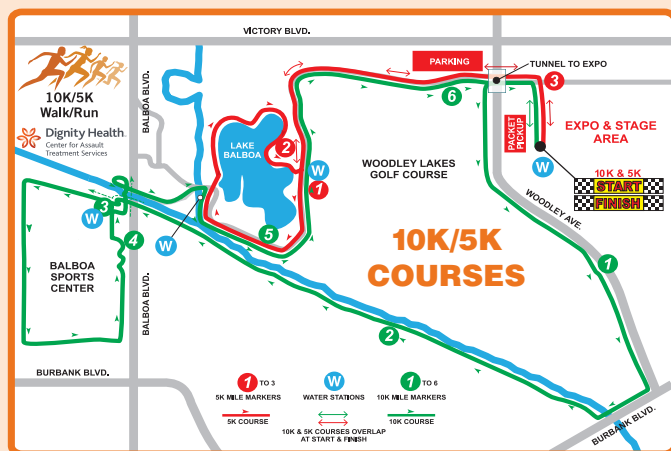 VICTORY BLVD.
10K/5K
Walk/Run
Dignity Health.
Center for Assault
Treatment Services
BALBOA BLVD.
PARKING
TUNNEL TO EXPO
3
6
PACKET
PICKUP
EXPO & STAGE
AREA
W
10K & 5K
START
FINISH
LAKE
BALBOA
2
W
1
WOODLEY LAKES
GOLF COURSE
WOODLEY AVE.
3
W
4
W
5
10K/5K
COURSES
1
BALBOA
SPORTS
CENTER
BALBOA BLVD.
2
BURBANK BLVD.
1 TO 3
5K MILE MARKERS
5K COURSE
W
WATER STATIONS
10K & 5K COURSES OVERLAP
AT START & FINISH
1 TO 6
10K MILE MARKERS
10K COURSE
BURBANK BLVD.